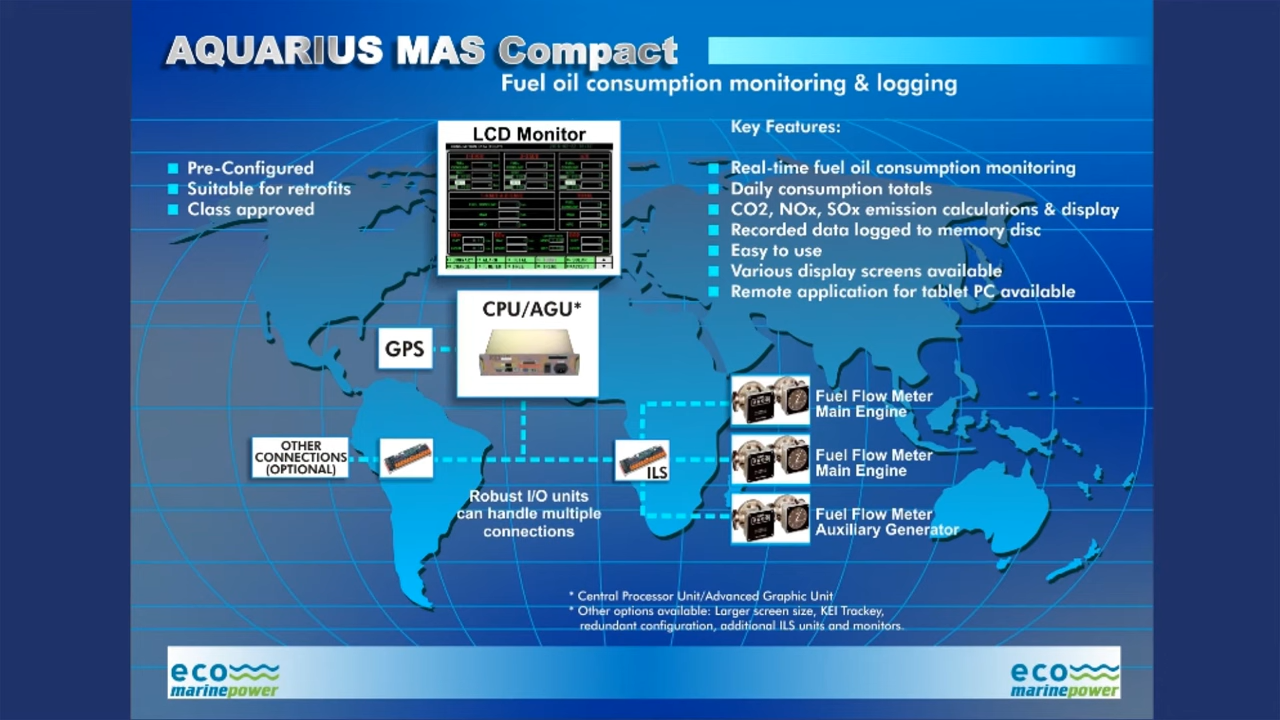 AQUARIUS MAS Compact
Fuel oil consumption monitoring & logging
Pre-Configured
Suitable for retrofits
Class approved
LCD Monitor
Key Features:
Real-time fuel oil consumption monitoring
Daily consumption totals
CO2, NOx, SOx emission calculations & display
Recorded data logged to memory disc
Easy to use
Various display screens available
Remote application for tablet PC available
CPU/AGU*
GPS
OTHER
CONNECTIONS
(OPTIONAL)
ILS
Fuel Flow Meter
Main Engine
Fuel Flow Meter
Main Engine
Fuel Flow Meter
Auxiliary Generator
Robust I/O units
can handle multiple
connections
* Central Processor Unit/Advanced Graphic Unit
* Other options available: Larger screen size, KEI Trackey,
redundant configuration, additional ILS units and monitors.
eco
marinepower
eco
marinepower